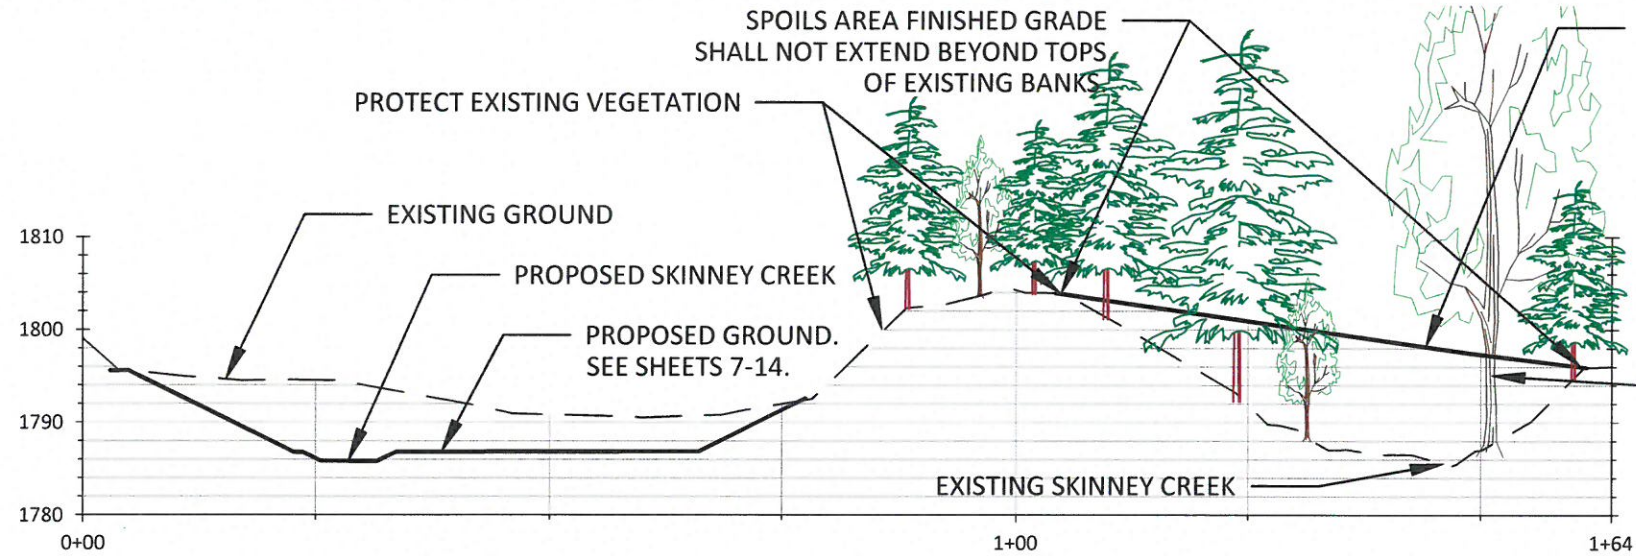 SPOILS AREA FINISHED GRADE
SHALL NOT EXTEND BEYOND TOPS
OF EXISTING BANKS
PROTECT EXISTING VEGETATION
EXISTING GROUND
1810
PROPOSED SKINNEY CREEK
1800
PROPOSED GROUND.
SEE SHEETS 7-14.
1790
EXISTING SKINNEY CREEK
1780
0+00
1+00
1+64